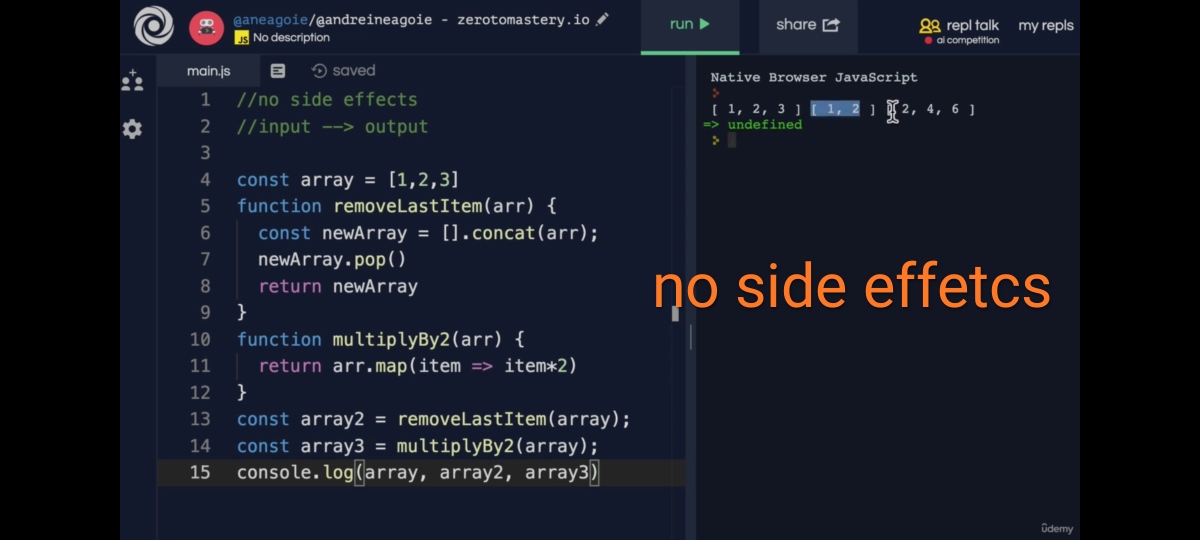 @aneagoie/@andreineagoie - zerotomastery.io
JS No description
run
share
repl talk
ai competition
my repls
main.js
saved
1 //no side effects
2 //input --> output
3
4 const array = [1,2,3]
5 function removeLastItem(arr) {
6 const newArray = [].concat(arr);
7 newArray.pop()
8 return newArray
9 }
10 function multiplyBy2(arr) {
11 return arr.map(item => item*2)
12 }
13 const array2 = removeLastItem(array);
14 const array3 = multiplyBy2(array);
15 console.log(array, array2, array3)
Native Browser JavaScript
[ 1, 2, 3 ] [ 1, 2 ] [ 2, 4, 6 ]
=> undefined
no side effetcs
ûdemy